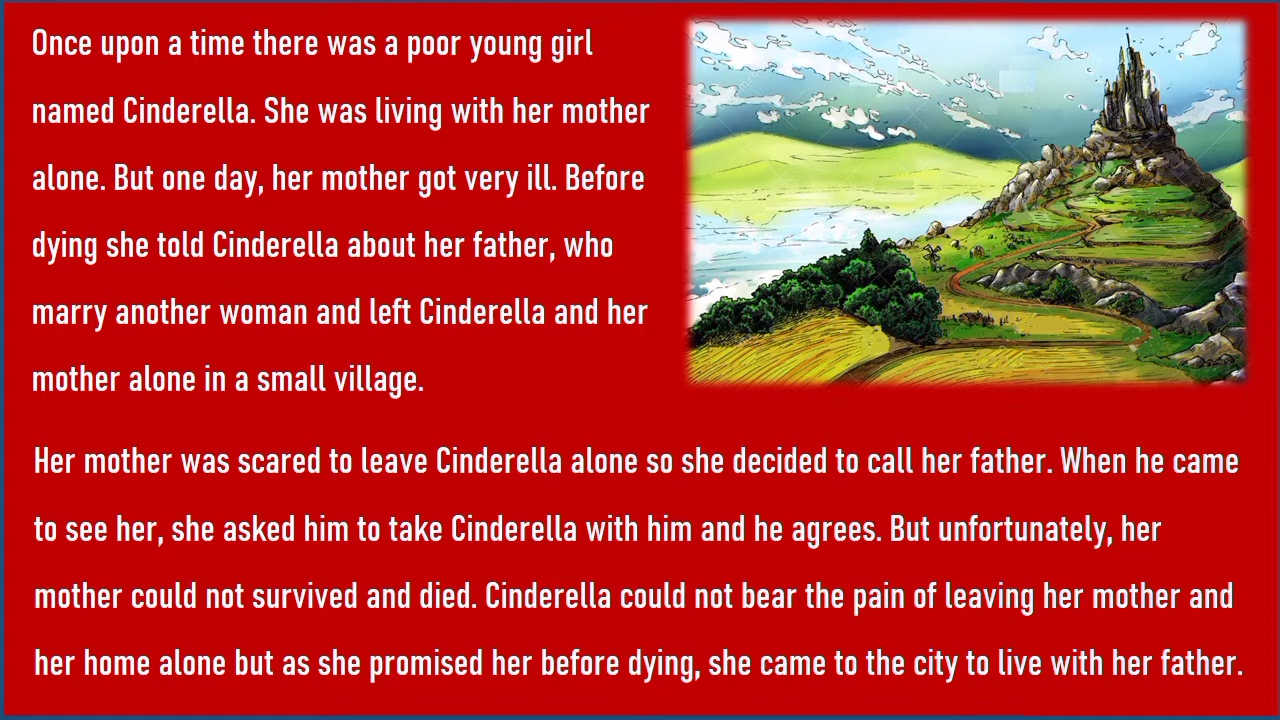 Once upon a time there was a poor young girl
named Cinderella. She was living with her mother
alone. But one day, her mother got very ill. Before
dying she told Cinderella about her father, who
marry another woman and left Cinderella and her
mother alone in a small village.
Her mother was scared to leave Cinderella alone so she decided to call her father. When he came
to see her, she asked him to take Cinderella with him and he agrees. But unfortunately, her
mother could not survived and died. Cinderella could not bear the pain of leaving her mother and
her home alone but as she promised her before dying, she came to the city to live with her father.